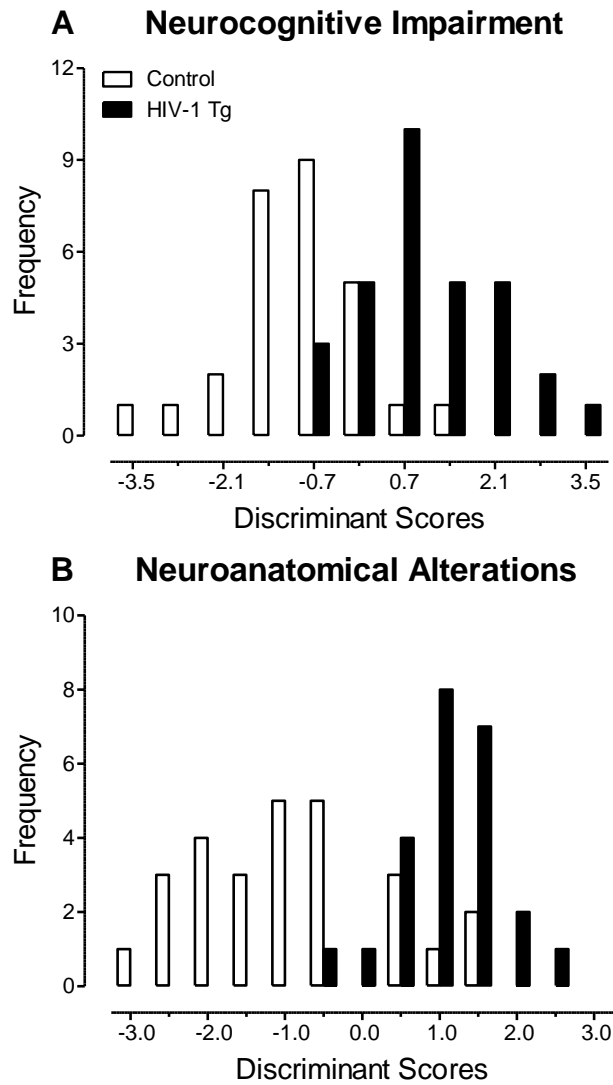 A Neurocognitive Impairment
Control
HIV-1 Tg
12
9
6
3
0
Frequency
-3.5 -2.1 -0.7 0.7 2.1 3.5
Discriminant Scores
B Neuroanatomical Alterations
10
8
6
4
2
0
Frequency
-3.0 -2.0 -1.0 0.0 1.0 2.0 3.0
Discriminant Scores